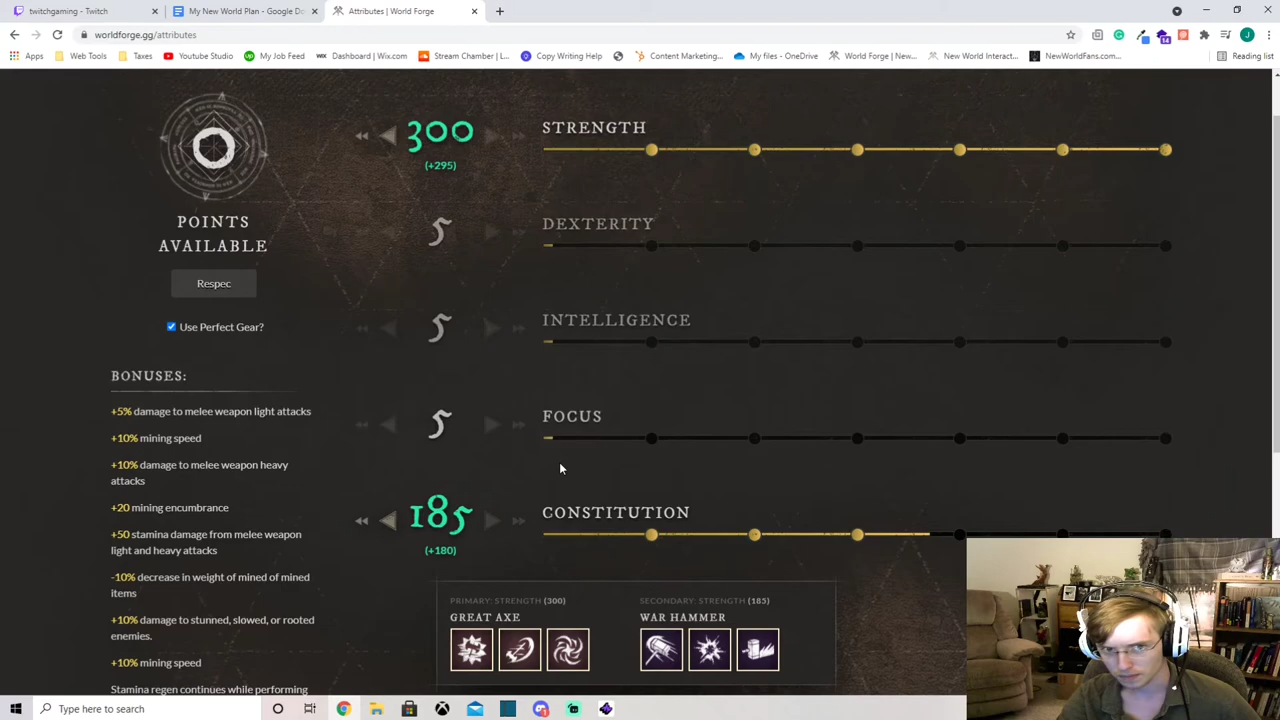 twitchgaming - Twitch
My New World Plan - Google Do
Attributes | World Forge
worldforge.gg/attributes
Apps
Web Tools
Taxes
Youtube Studio
My Job Feed
Dashboard | Wix.com
Stream Chamber | L...
Copy Writing Help
Content Marketing...
My files - OneDrive
World Forge | New...
New World Interact...
NewWorldFans.com...
Reading list
POINTS
AVAILABLE
Respec
Use Perfect Gear?
BONUSES:
+5% damage to melee weapon light attacks
+10% mining speed
+10% damage to melee weapon heavy
attacks
+20 mining encumbrance
+50 stamina damage from melee weapon
light and heavy attacks
-10% decrease in weight of mined of mined
items
+10% damage to stunned, slowed, or rooted
enemies.
+10% mining speed
Stamina regen continues while performing
300
(+295)
STRENGTH
5
DEXTERITY
5
INTELLIGENCE
5
FOCUS
185
(+180)
CONSTITUTION
PRIMARY: STRENGTH (300)
GREAT AXE
SECONDARY: STRENGTH (185)
WAR HAMMER
Type here to search